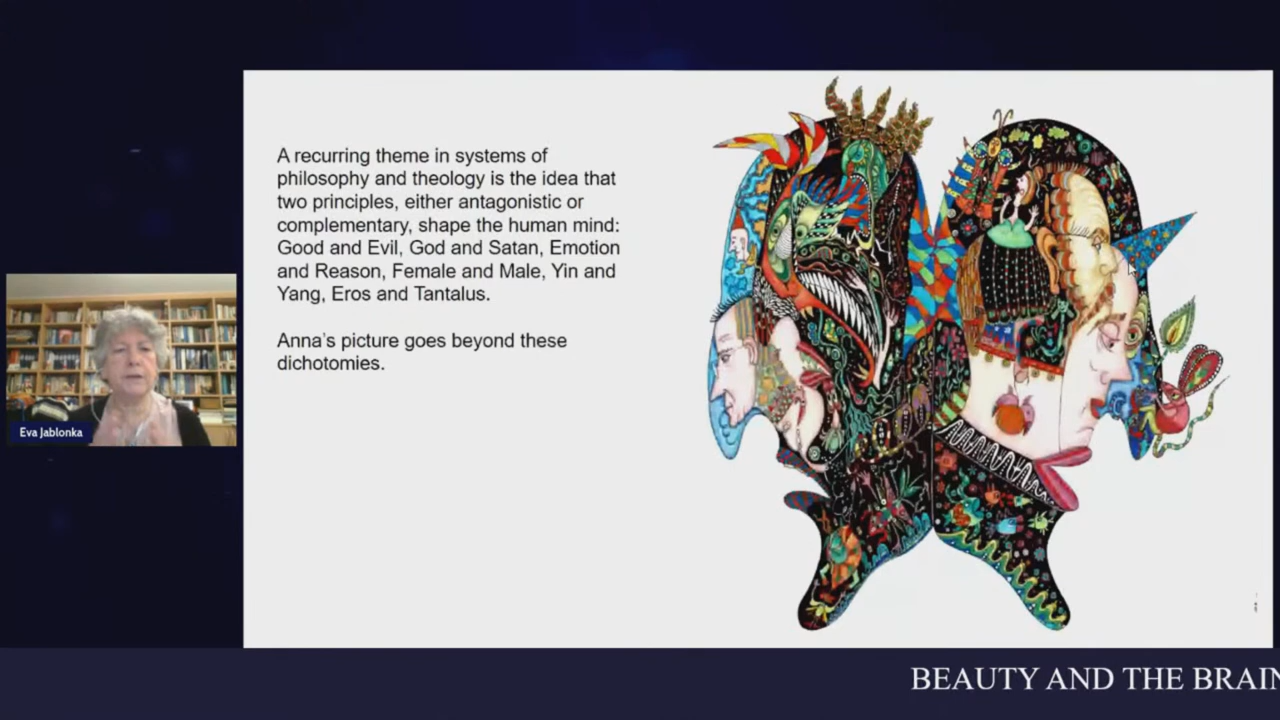 A recurring theme in systems of
philosophy and theology is the idea that
two principles, either antagonistic or
complementary, shape the human mind:
Good and Evil, God and Satan, Emotion
and Reason, Female and Male, Yin and
Yang, Eros and Tantalus.
Anna's picture goes beyond these
dichotomies.
Eva Jablonka
BEAUTY AND THE BRAIN